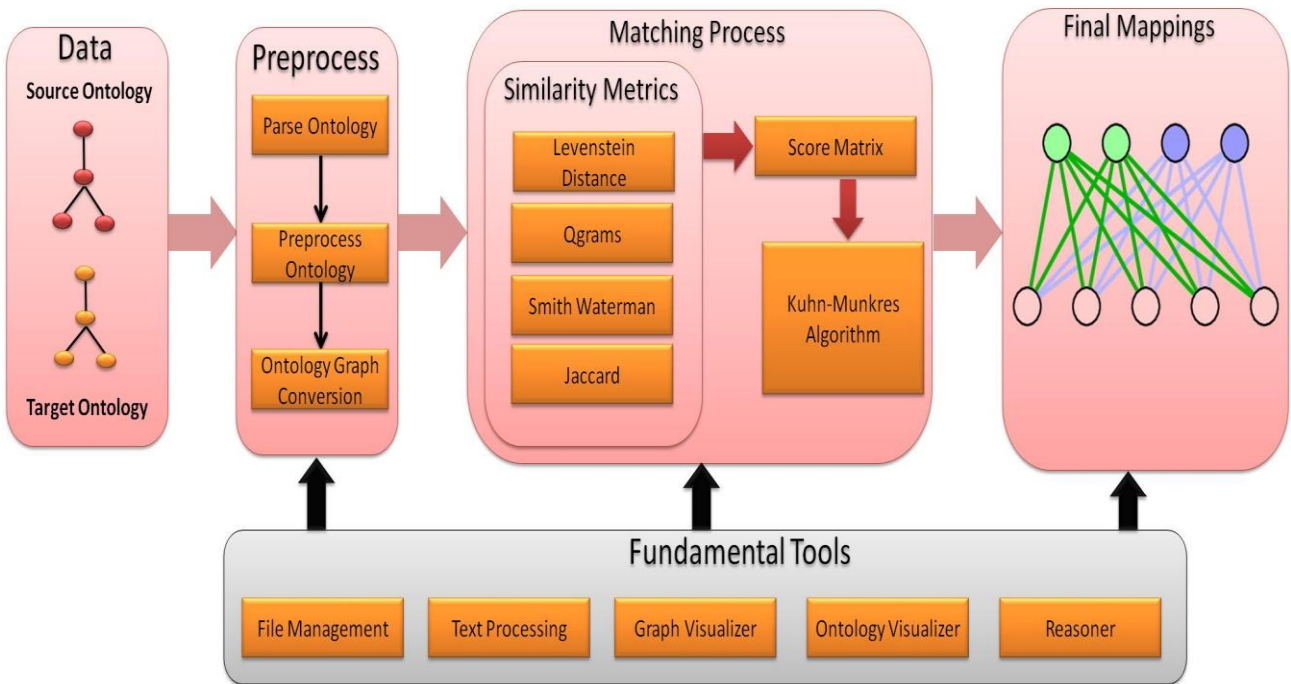 Data
Source Ontology
Target Ontology
Preprocess
Parse Ontology
Preprocess
Ontology
Ontology Graph
Conversion
Matching Process
Similarity Metrics
Levenstein
Distance
Qgrams
Smith Waterman
Jaccard
Score Matrix
Kuhn-Munkres
Algorithm
Final Mappings
Fundamental Tools
File Management
Text Processing
Graph Visualizer
Ontology Visualizer
Reasoner